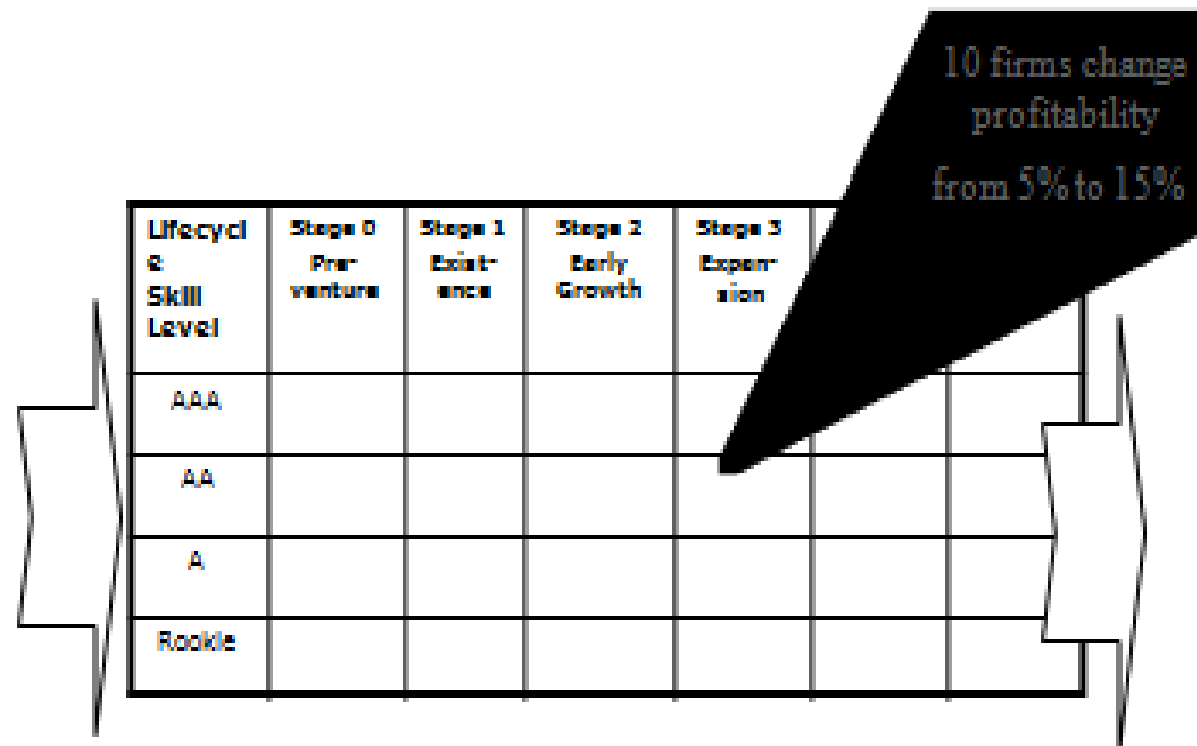 10 firms change
profitability
from 5% to 15%
Lifecycl
e
Skill
Level
Stage 0
Pre-
venture
Stage 1
Exist-
ence
Stage 2
Early
Growth
Stage 3
Expan-
sion
AAA
AA
A
Rookie